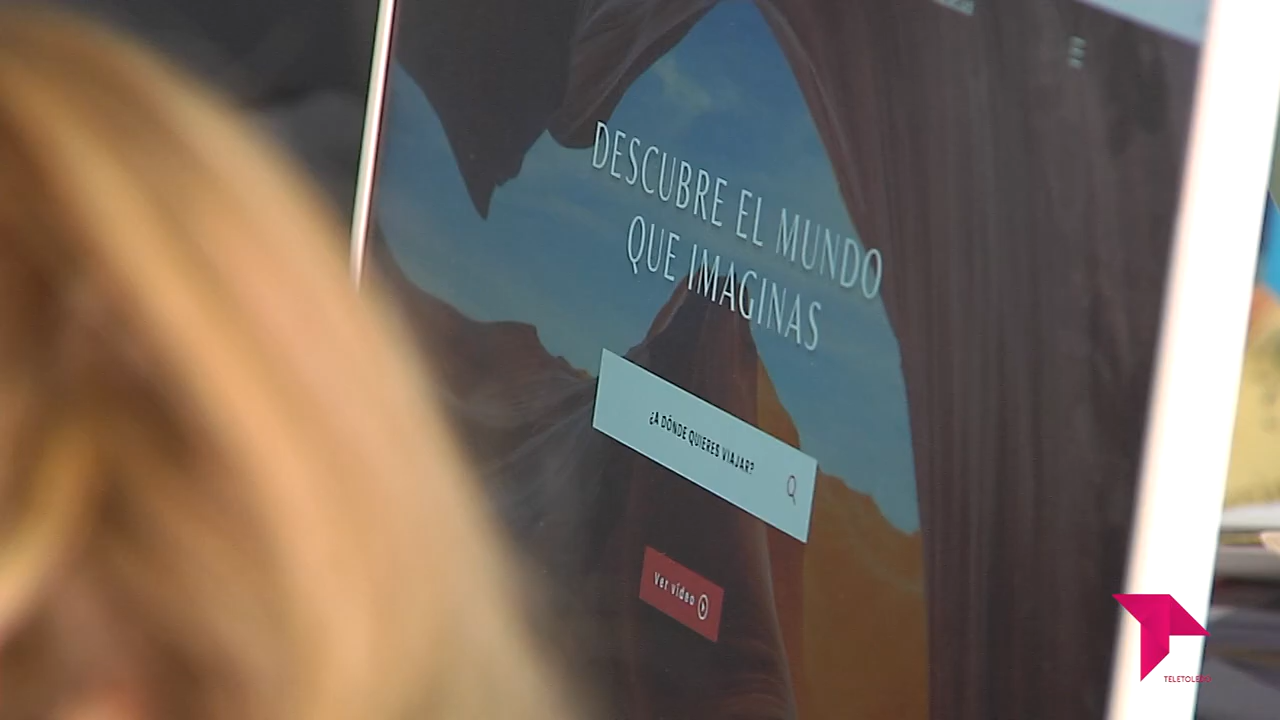 DESCUBRE EL MUNDO
QUE IMAGINAS
¿A DÓNDE QUIERES VIAJAR?
Ver vídeo
TELETOLEDO